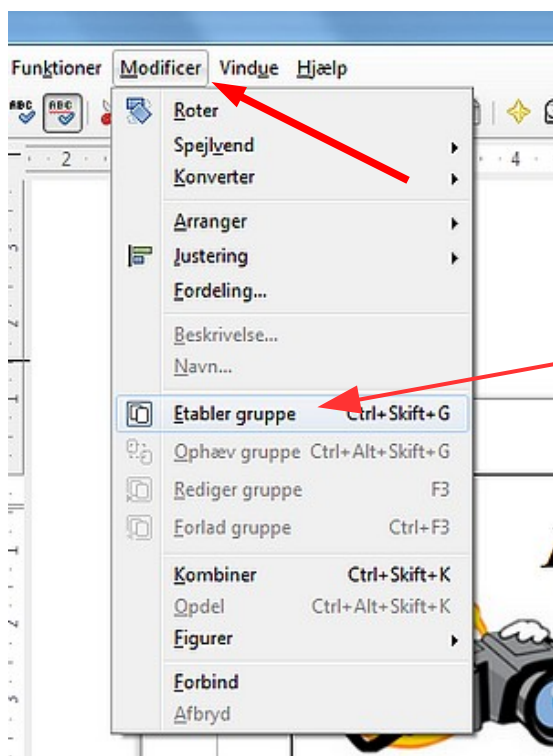 Funktioner Modificer Vindue Hjælp
ABC ABC
2 4
Roter
Spejlvend
Konverter
Arranger
Justering
Fordeling...
Beskrivelse...
Navn...
Etabler gruppe Ctrl+Skift+G
Ophæv gruppe Ctrl+Alt+Skift+G
Rediger gruppe F3
Forlad gruppe Ctrl+F3
Kombiner Ctrl+Skift+K
Opdel Ctrl+Alt+Skift+K
Figurer
Forbind
Afbryd